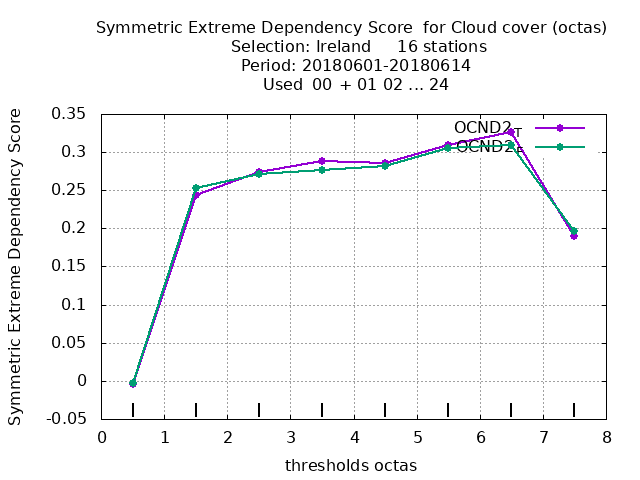 Symmetric Extreme Dependency Score for Cloud cover (octas)
Selection: Ireland 16 stations
Period: 20180601-20180614
Used 00 + 01 02 ... 24
Symmetric Extreme Dependency Score
0.35
0.3
0.25
0.2
0.15
0.1
0.05
0
-0.05
OCND2T
OCND2E
0 1 2 3 4 5 6 7 8
thresholds octas